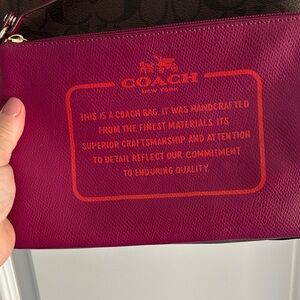 COACH
NEW YORK
THIS IS A COACH BAG. IT WAS HANDCRAFTED
FROM THE FINEST MATERIALS. ITS
SUPERIOR CRAFTSMANSHIP AND ATTENTION
TO DETAIL REFLECT OUR COMMITMENT
TO ENDURING QUALITY.